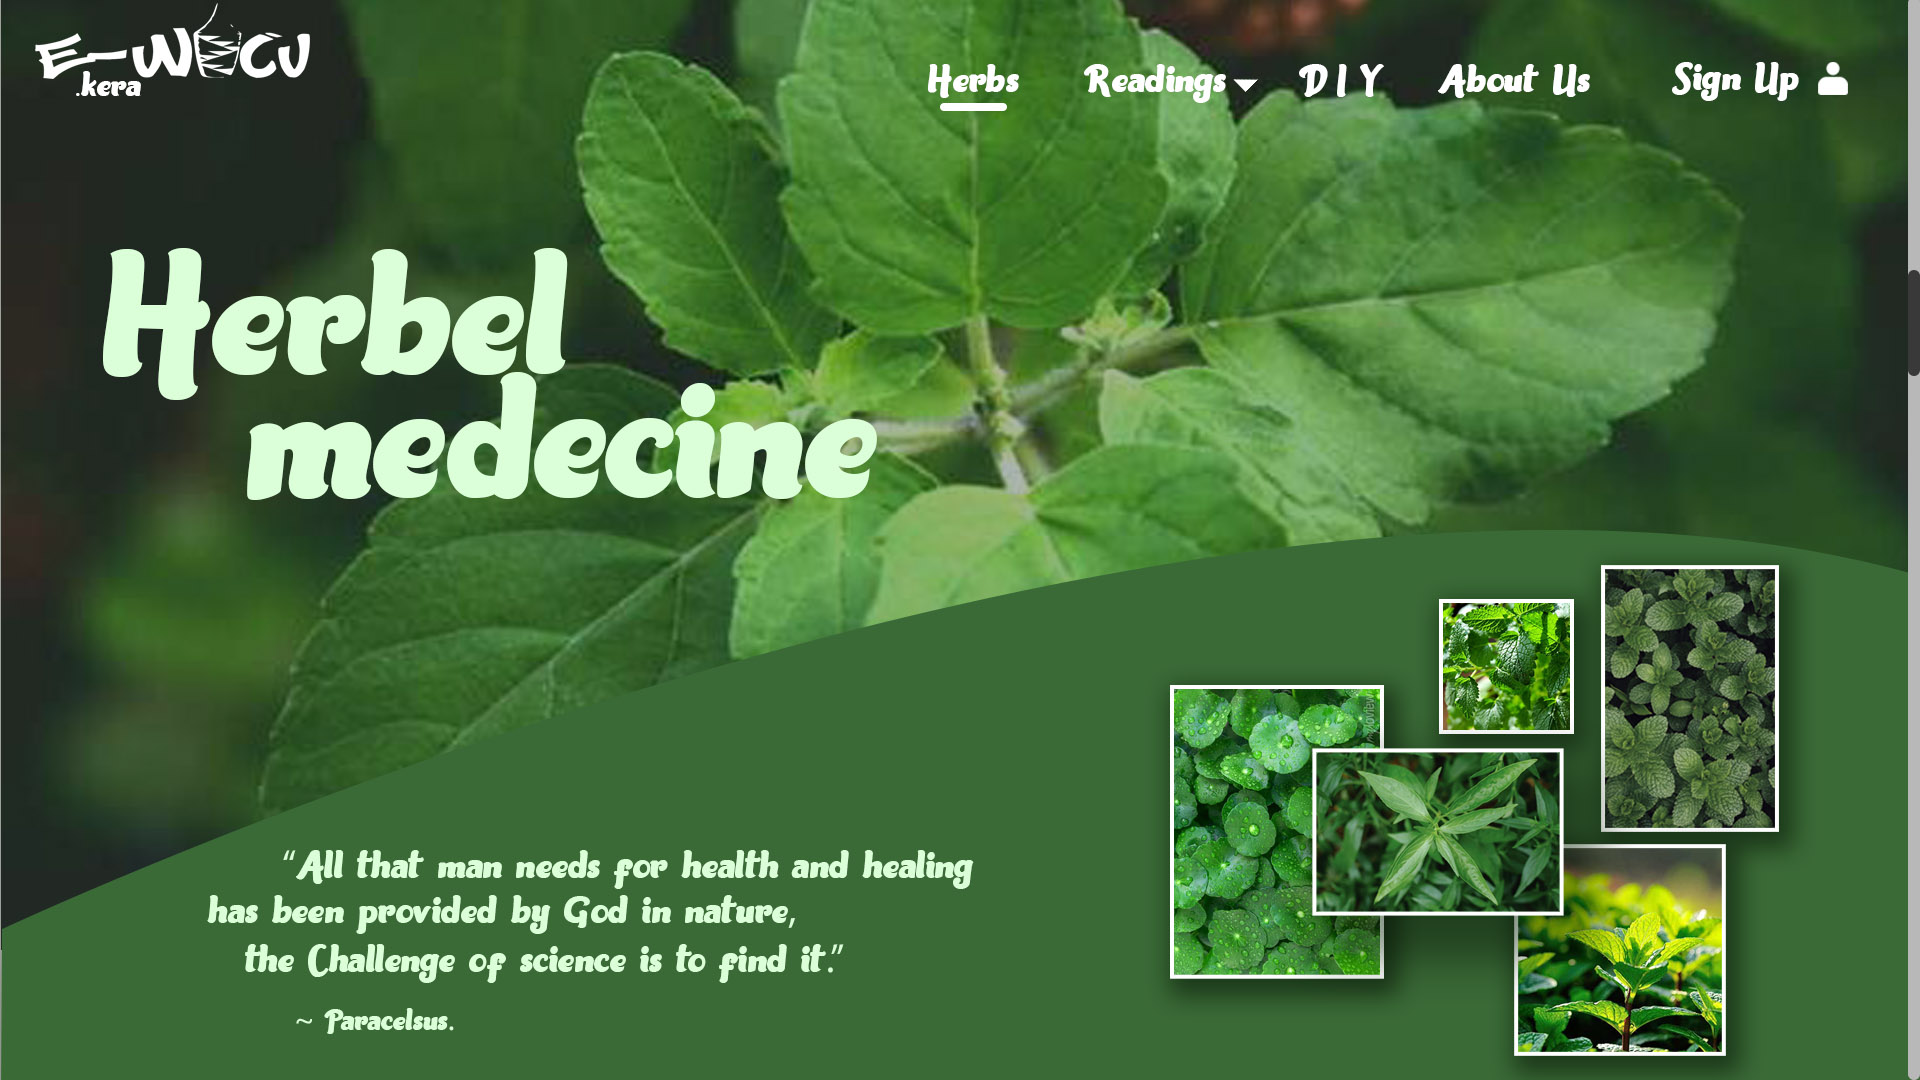 E-WECU
.kera
Herbs
Readings
D I Y
About Us
Sign Up
Herbel
medecine
“All that man needs for health and healing
has been provided by God in nature,
the Challenge of science is to find it.”
~ Paracelsus.